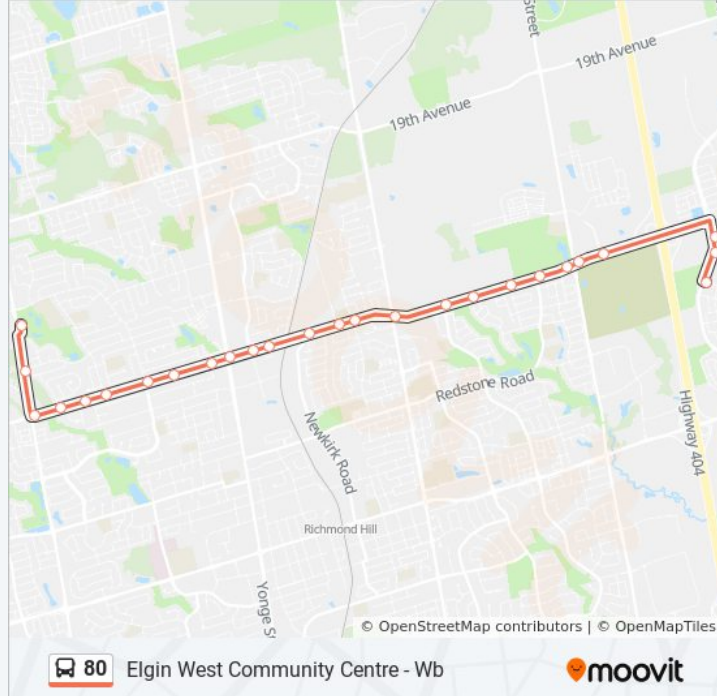 Street
19th Avenue
19th Avenue
Redstone Road
Highway 404
Newkirk Road
Richmond Hill
Yonge St
© OpenStreetMap contributors | © OpenMapTiles
80 Elgin West Community Centre - Wb
moovit